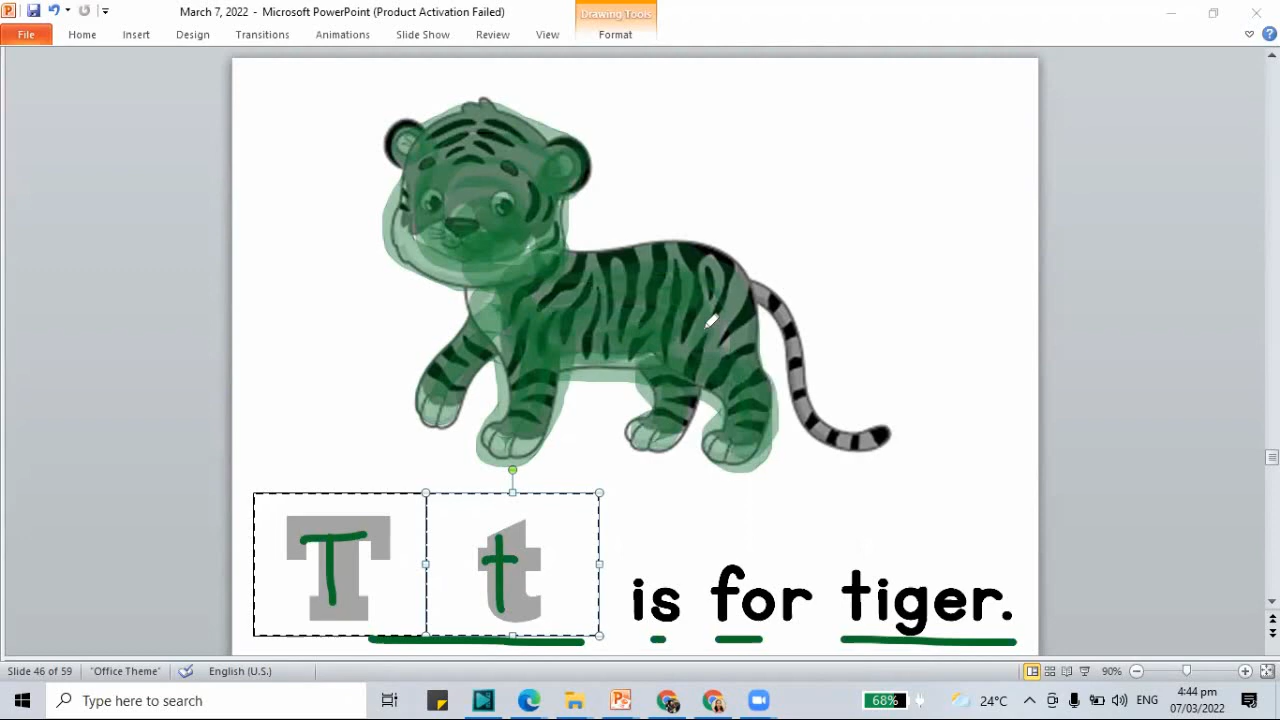 March 7, 2022 - Microsoft PowerPoint (Product Activation Failed)
Drawing Tools
File Home Insert Design Transitions Animations Slide Show Review View Format
T t is for tiger.
Slide 46 of 59 "Office Theme" English (U.S.) 90%
Type here to search
68% 24°C ENG 4:44 pm
07/03/2022